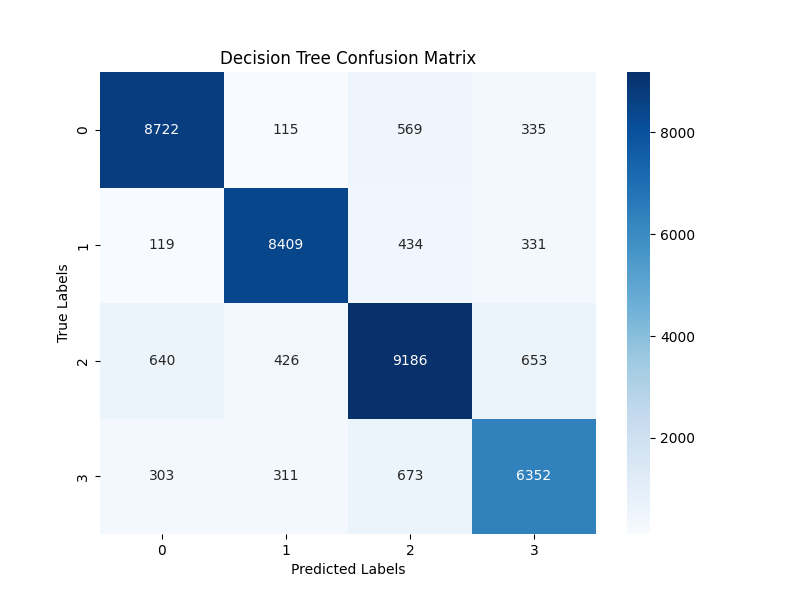 Decision Tree Confusion Matrix
True Labels
0 8722 115 569 335
1 119 8409 434 331
2 640 426 9186 653
3 303 311 673 6352
0 1 2 3
Predicted Labels
8000
6000
4000
2000